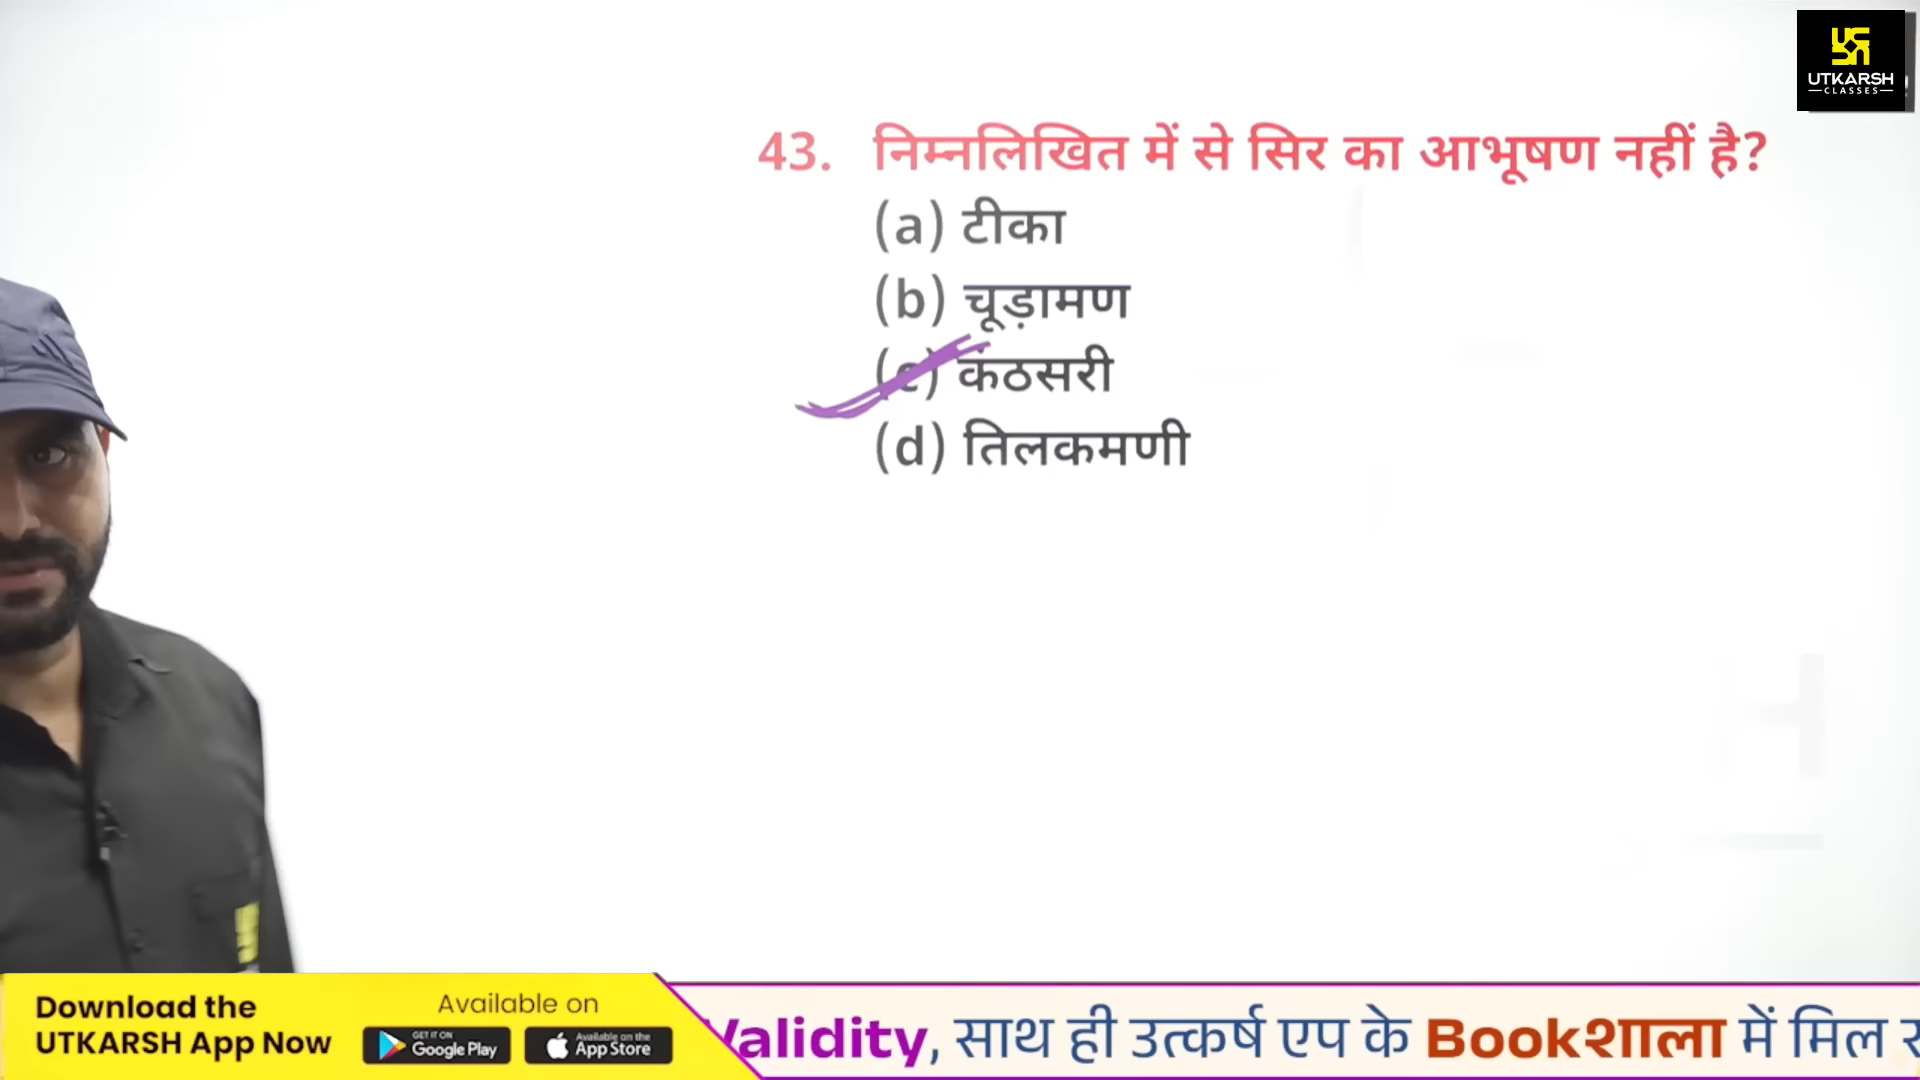 UTKARSH
CLASSES
43. निम्नलिखित में से सिर का आभूषण नहीं है?
(a) टीका
(b) चूड़ामण
(c) कंठसरी
(d) तिलकमणी
Download the
UTKARSH App Now
Available on
GET IT ON
Google Play
Available on the
App Store
Validity, साथ ही उत्कर्ष एप के Bookशाला में मिल